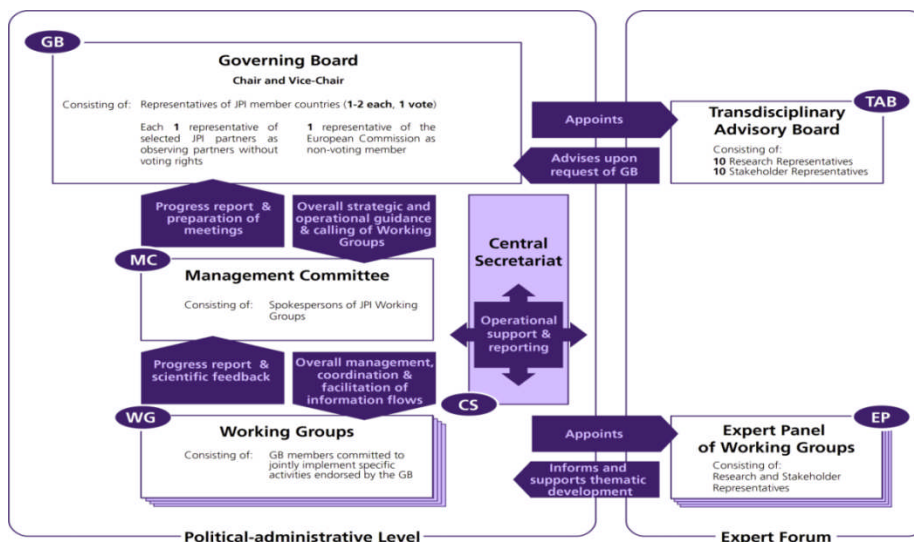 GB
Governing Board
Chair and Vice-Chair
Consisting of: Representatives of JPI member countries (1-2 each, 1 vote)
Each 1 representative of
selected JPI partners as
observing partners without
voting rights
1 representative of the
European Commission as
non-voting member
Appoints
Advises upon
request of GB
TAB
Transdisciplinary
Advisory Board
Consisting of:
10 Research Representatives
10 Stakeholder Representatives
Progress report &
preparation of
meetings
Overall strategic and
operational guidance
& calling of Working
Groups
Central
Secretariat
Operational
support &
reporting
CS
MC
Management Committee
Consisting of: Spokespersons of JPI Working
Groups
Progress report &
scientific feedback
Overall management,
coordination &
facilitation of
information flows
WG
Working Groups
Consisting of: GB members committed to
jointly implement specific
activities endorsed by the GB
Appoints
Informs and
supports thematic
development
EP
Expert Panel
of Working Groups
Consisting of:
Research and Stakeholder
Representatives
Political-administrative Level
Expert Forum